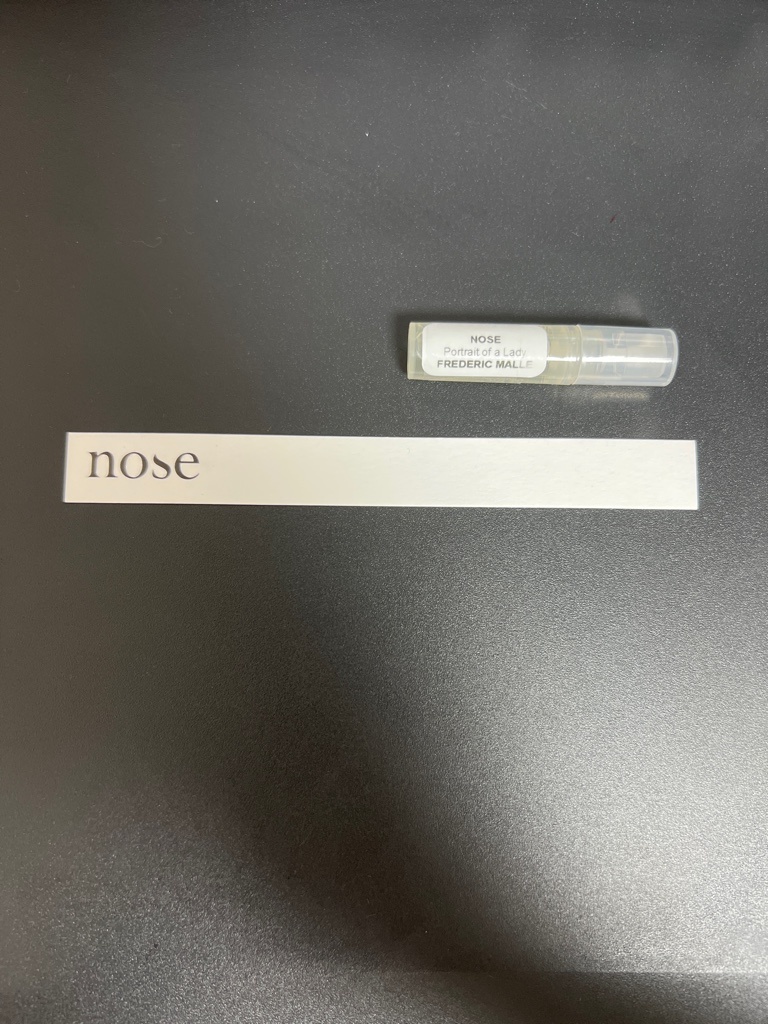 NOSE
Portrait of a Lady
FREDERIC MALLE
nose